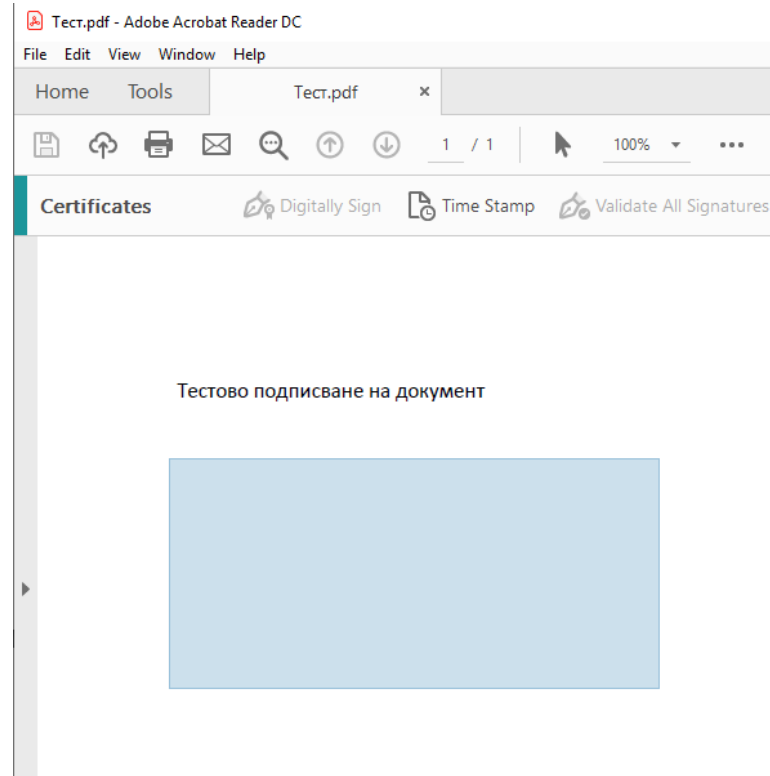 Тест.pdf - Adobe Acrobat Reader DC
File Edit View Window Help
Home Tools Тест.pdf ×
1 / 1 100%
Certificates Digitally Sign Time Stamp Validate All Signatures
Тестово подписване на документ